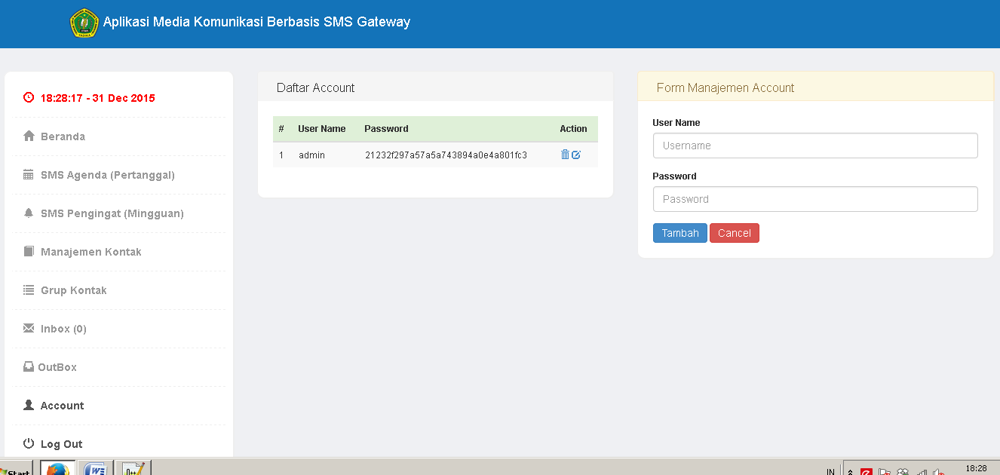 Aplikasi Media Komunikasi Berbasis SMS Gateway
18:28:17 - 31 Dec 2015
Beranda
SMS Agenda (Pertanggal)
SMS Pengingat (Mingguan)
Manajemen Kontak
Grup Kontak
Inbox (0)
OutBox
Account
Log Out
Daftar Account
# User Name Password Action
1 admin 21232f297a57a5a743894a0e4a801fc3
Form Manajemen Account
User Name
Username
Password
Password
Tambah Cancel
Start
IN
18:28